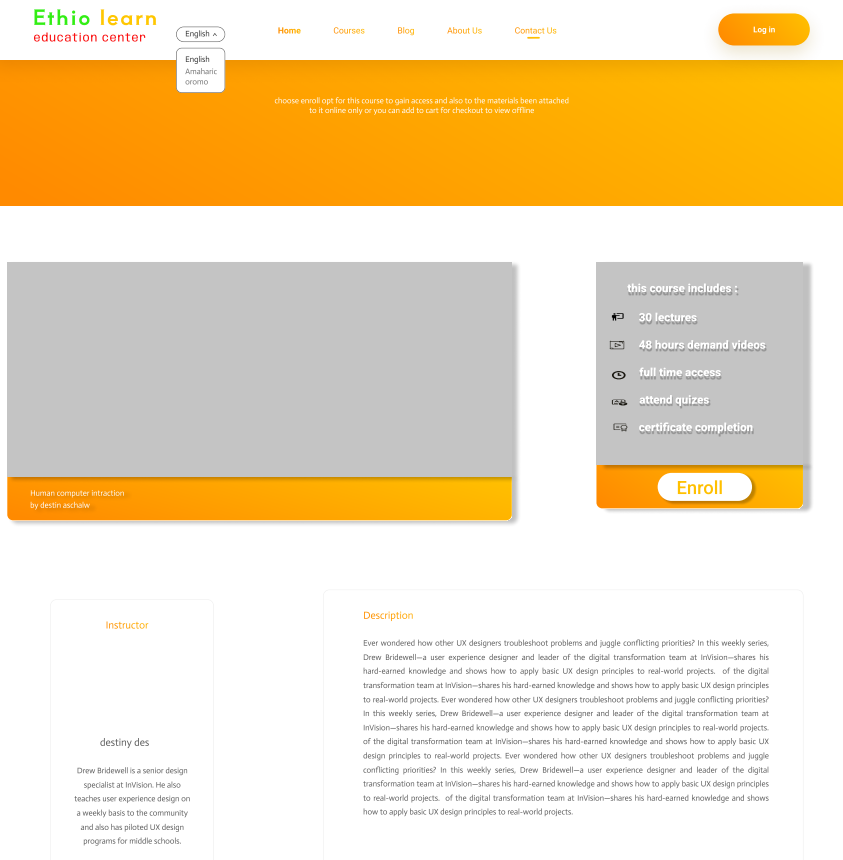 Ethio learn
education center
English
English
Amaharic
oromo
Home
Courses
Blog
About Us
Contact Us
Log in
choose enroll opt for this course to gain access and also to the materials been attached
to it online only or you can add to cart for checkout to view offline
Human computer intraction
by destin aschalw
this course includes :
30 lectures
48 hours demand videos
full time access
attend quizes
certificate completion
Enroll
Instructor
destiny des
Drew Bridewell is a senior design
specialist at InVision. He also
teaches user experience design on
a weekly basis to the community
and also has piloted UX design
programs for middle schools.
Description
Ever wondered how other UX designers troubleshoot problems and juggle conflicting priorities? In this weekly series,
Drew Bridewell—a user experience designer and leader of the digital transformation team at InVision—shares his
hard-earned knowledge and shows how to apply basic UX design principles to real-world projects. of the digital
transformation team at InVision—shares his hard-earned knowledge and shows how to apply basic UX design principles
to real-world projects. Ever wondered how other UX designers troubleshoot problems and juggle conflicting priorities?
In this weekly series, Drew Bridewell—a user experience designer and leader of the digital transformation team at
InVision—shares his hard-earned knowledge and shows how to apply basic UX design principles to real-world projects.
of the digital transformation team at InVision—shares his hard-earned knowledge and shows how to apply basic UX
design principles to real-world projects. Ever wondered how other UX designers troubleshoot problems and juggle
conflicting priorities? In this weekly series, Drew Bridewell—a user experience designer and leader of the digital
transformation team at InVision—shares his hard-earned knowledge and shows how to apply basic UX design principles
to real-world projects. of the digital transformation team at InVision—shares his hard-earned knowledge and shows
how to apply basic UX design principles to real-world projects.